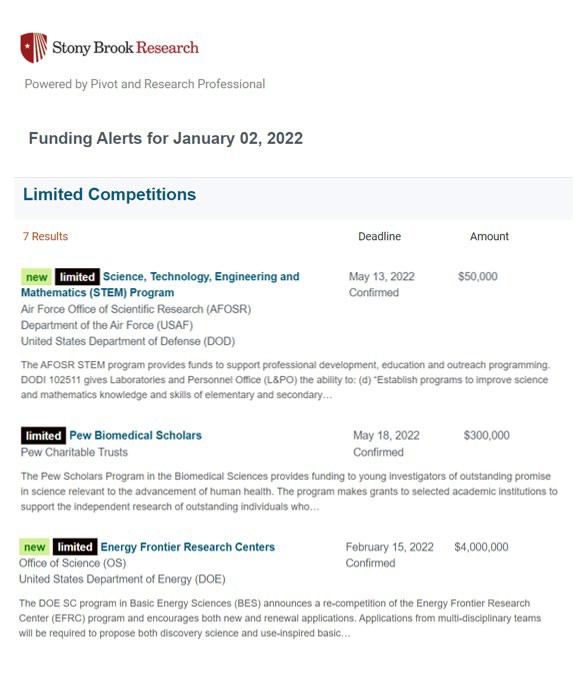 Stony Brook Research
Powered by Pivot and Research Professional
Funding Alerts for January 02, 2022
Limited Competitions
7 Results Deadline Amount
new limited Science, Technology, Engineering and May 13, 2022 $50,000
Mathematics (STEM) Program Confirmed
Air Force Office of Scientific Research (AFOSR)
Department of the Air Force (USAF)
United States Department of Defense (DOD)
The AFOSR STEM program provides funds to support professional development, education and outreach programming.
DODI 102511 gives Laboratories and Personnel Office (L&PO) the ability to: (d) "Establish programs to improve science
and mathematics knowledge and skills of elementary and secondary…
limited Pew Biomedical Scholars May 18, 2022 $300,000
Pew Charitable Trusts Confirmed
The Pew Scholars Program in the Biomedical Sciences provides funding to young investigators of outstanding promise
in science relevant to the advancement of human health. The program makes grants to selected academic institutions to
support the independent research of outstanding individuals who…
new limited Energy Frontier Research Centers February 15, 2022 $4,000,000
Office of Science (OS) Confirmed
United States Department of Energy (DOE)
The DOE SC program in Basic Energy Sciences (BES) announces a re-competition of the Energy Frontier Research
Center (EFRC) program and encourages both new and renewal applications. Applications from multi-disciplinary teams
will be required to propose both discovery science and use-inspired basic…